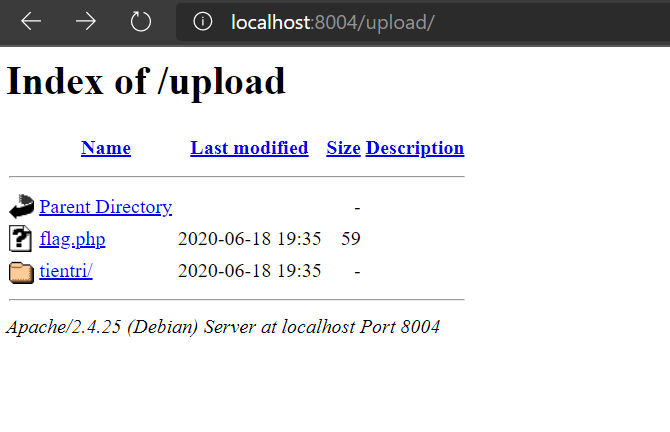 localhost:8004/upload/
Index of /upload
Name Last modified Size Description
Parent Directory -
flag.php 2020-06-18 19:35 59
tientri/ 2020-06-18 19:35 -
Apache/2.4.25 (Debian) Server at localhost Port 8004